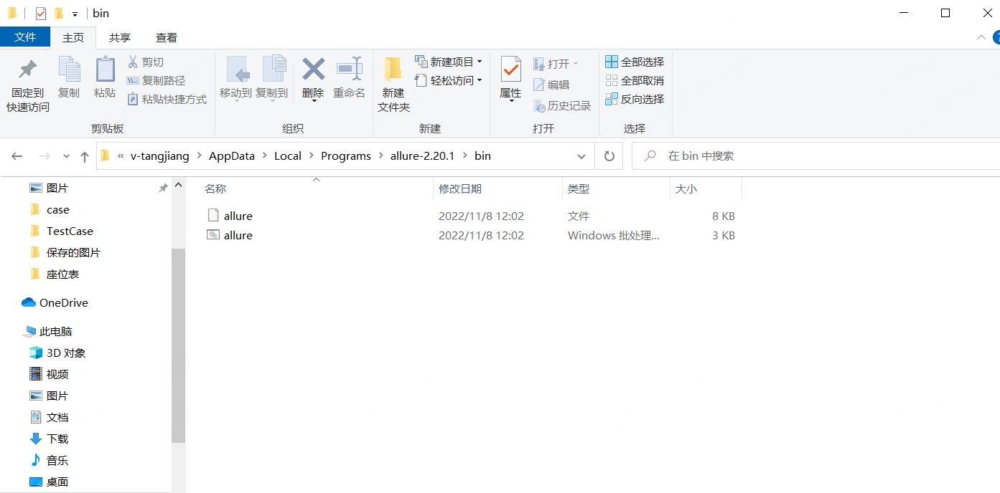 bin
文件 主页 共享 查看
固定到
快速访问
复制
粘贴
剪切
复制路径
粘贴快捷方式
剪贴板
移动到 复制到 删除 重命名
组织
新建
文件夹
新建项目
轻松访问
新建
属性
打开
编辑
历史记录
打开
全部选择
全部取消
反向选择
选择
« v-tangjiang > AppData > Local > Programs > allure-2.20.1 > bin
在 bin 中搜索
图片
case
TestCase
保存的图片
座位表
OneDrive
此电脑
3D 对象
视频
图片
文档
下载
音乐
桌面
名称 修改日期 类型 大小
allure 2022/11/8 12:02 文件 8 KB
allure 2022/11/8 12:02 Windows 批处理... 3 KB